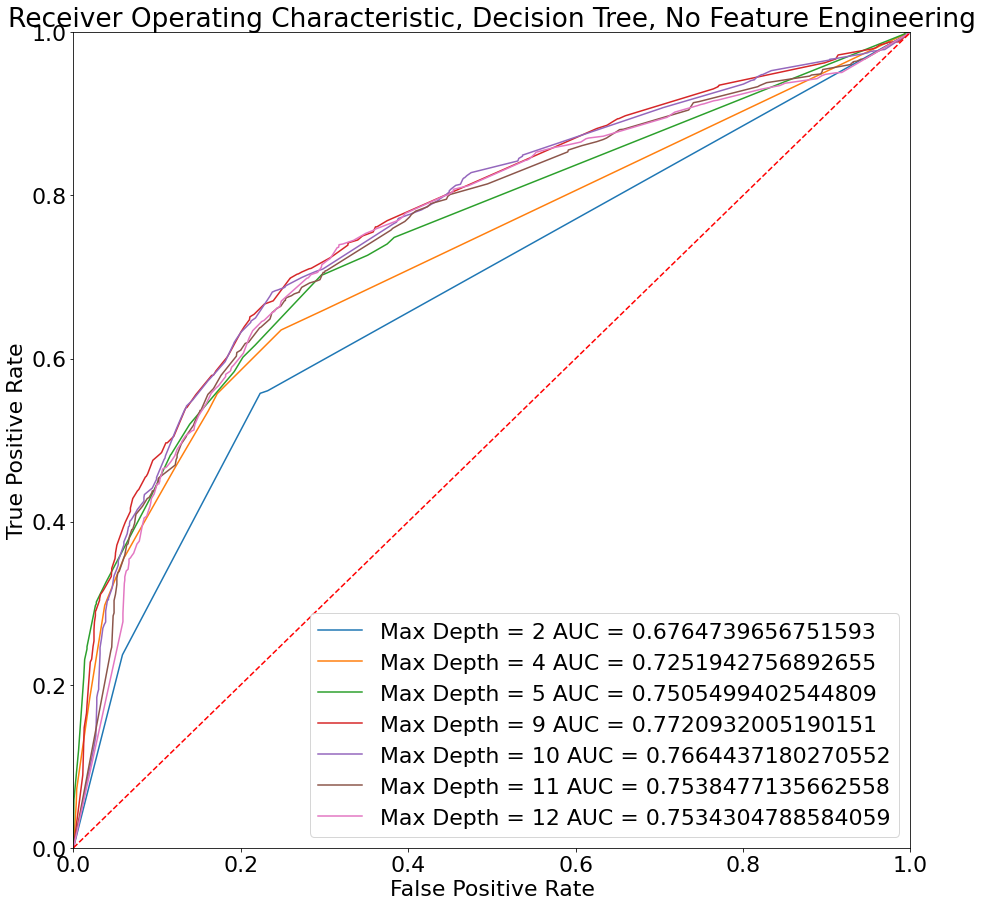 Receiver Operating Characteristic, Decision Tree, No Feature Engineering
1.0
0.8
0.6
0.4
0.2
0.0
True Positive Rate
Max Depth = 2 AUC = 0.6764739656751593
Max Depth = 4 AUC = 0.7251942756892655
Max Depth = 5 AUC = 0.7505499402544809
Max Depth = 9 AUC = 0.7720932005190151
Max Depth = 10 AUC = 0.7664437180270552
Max Depth = 11 AUC = 0.7538477135662558
Max Depth = 12 AUC = 0.7534304788584059
0.0 0.2 0.4 0.6 0.8 1.0
False Positive Rate